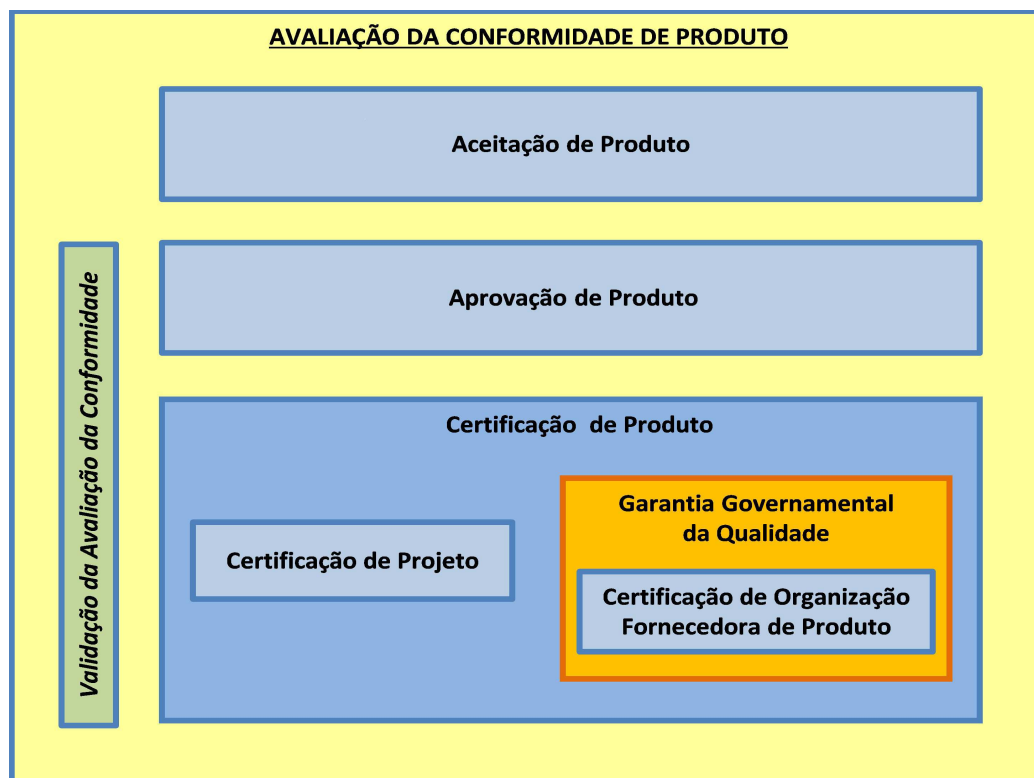 AVALIAÇÃO DA CONFORMIDADE DE PRODUTO
Aceitação de Produto
Validação da Avaliação da Conformidade
Aprovação de Produto
Certificação de Produto
Certificação de Projeto
Garantia Governamental
da Qualidade
Certificação de Organização
Fornecedora de Produto